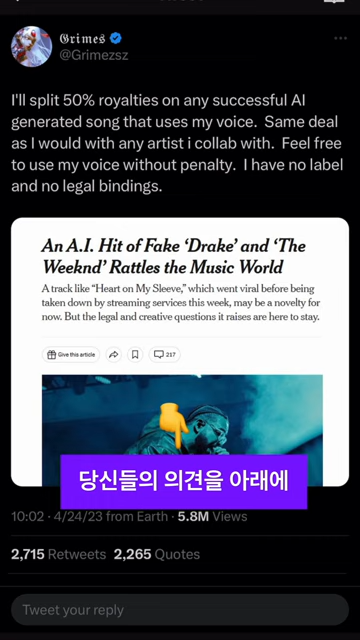 𝕲𝖗𝖎𝖒𝖊𝖘
@Grimezsz
I'll split 50% royalties on any successful AI
generated song that uses my voice.  Same deal
as I would with any artist i collab with.  Feel free
to use my voice without penalty.  I have no label
and no legal bindings.
An A.I. Hit of Fake ‘Drake’ and ‘The
Weeknd’ Rattles the Music World
A track like “Heart on My Sleeve,” which went viral before being
taken down by streaming services this week, may be a novelty for
now. But the legal and creative questions it raises are here to stay.
Give this article 217
당신들의 의견을 아래에
10:02 · 4/24/23 from Earth · 5.8M Views
2,715 Retweets 2,265 Quotes
Tweet your reply